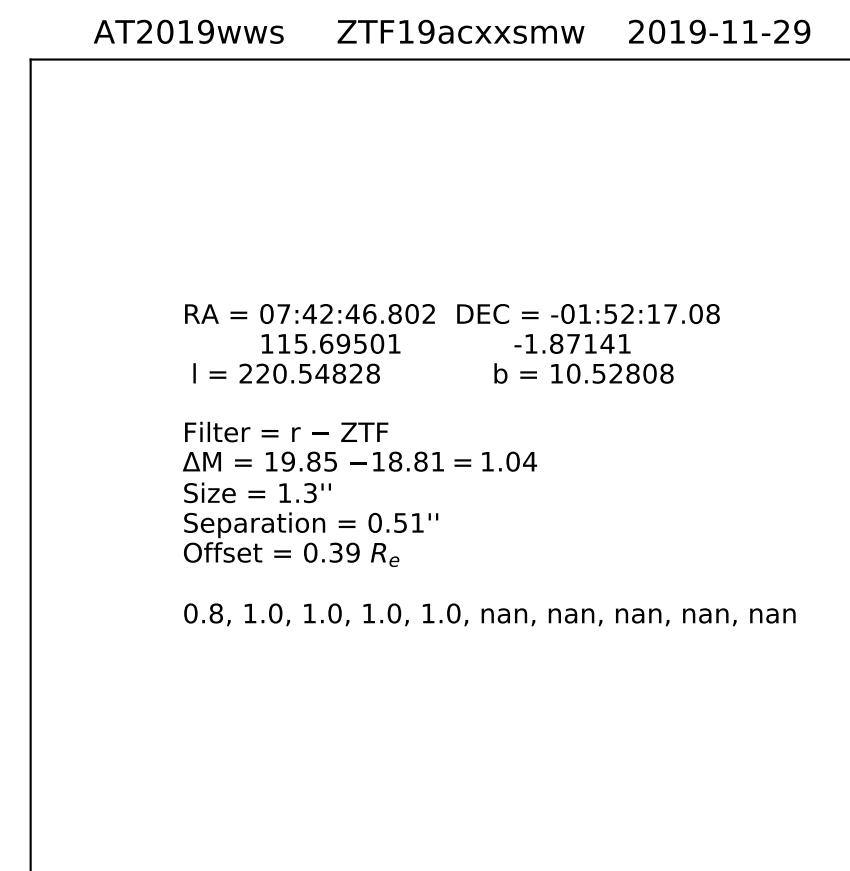 AT2019wws ZTF19acxxsmw 2019-11-29
RA = 07:42:46.802 DEC = -01:52:17.08
115.69501 -1.87141
l = 220.54828 b = 10.52808
Filter = r − ZTF
ΔM = 19.85 −18.81 = 1.04
Size = 1.3''
Separation = 0.51''
Offset = 0.39 Rₑ
0.8, 1.0, 1.0, 1.0, 1.0, nan, nan, nan, nan, nan